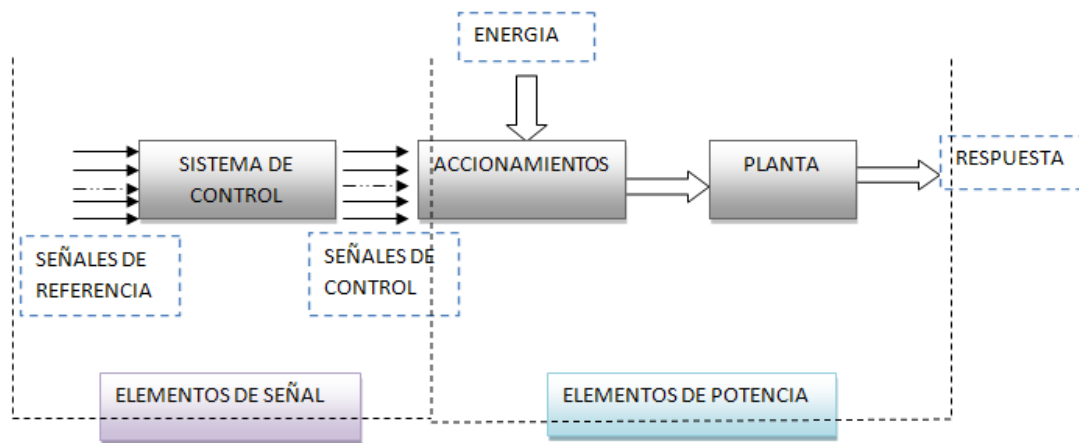 ENERGIA
SISTEMA DE
CONTROL
ACCIONAMIENTOS
PLANTA
RESPUESTA
SEÑALES DE
REFERENCIA
SEÑALES DE
CONTROL
ELEMENTOS DE SEÑAL
ELEMENTOS DE POTENCIA